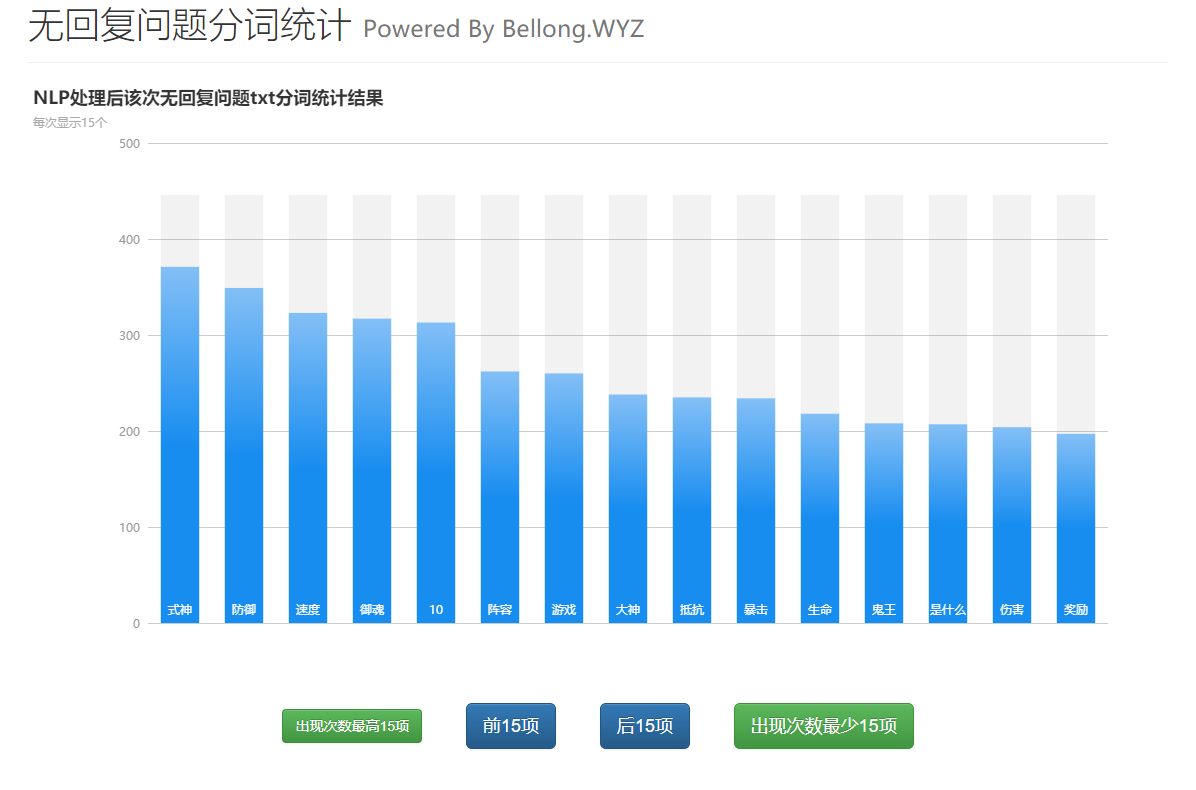 无回复问题分词统计 Powered By Bellong.WYZ
NLP处理后该次无回复问题txt分词统计结果
每次显示15个
500
400
300
200
100
0
式神 防御 速度 御魂 10 阵容 游戏 大神 抵抗 暴击 生命 鬼王 是什么 伤害 奖励
出现次数最高15项 前15项 后15项 出现次数最少15项